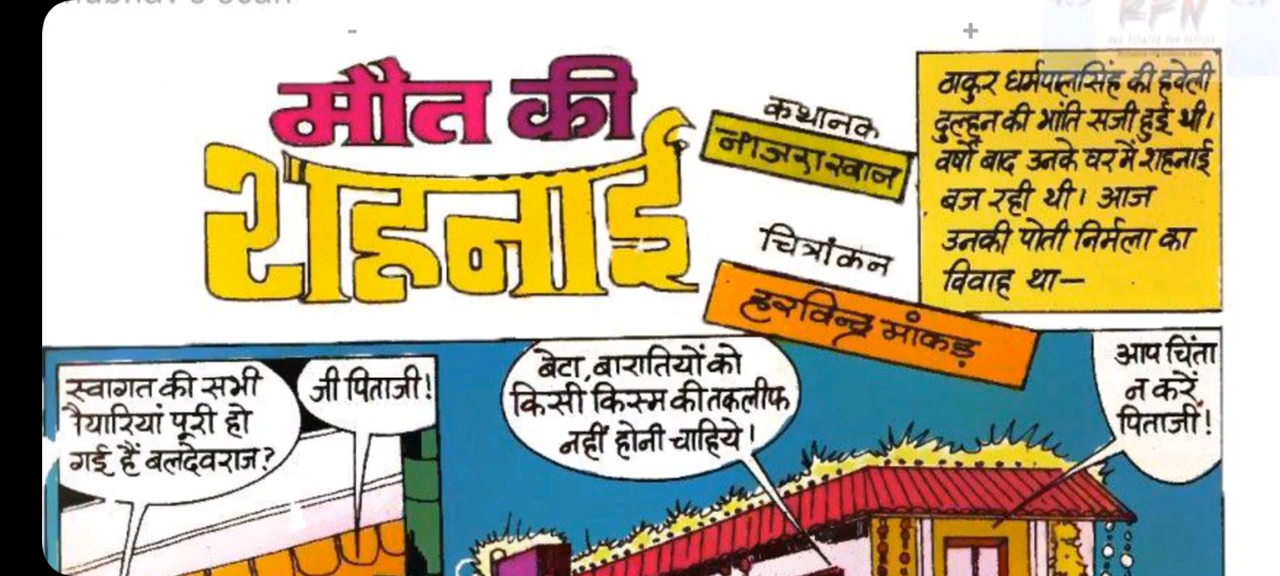 मौत की
शहनाई
कथानक
नाजराखान
चित्रांकन
हरविन्द्र मांकड़
ठाकुर धर्मपालसिंह की हवेली
दुल्हन की भांति सजी हुई थी।
वर्षों बाद उनके घर में शहनाई
बज रही थी। आज
उनकी पोती निर्मला का
विवाह था—
स्वागत की सभी
तैयारियां पूरी हो
गई हैं बलदेवराज?
जी पिताजी!
बेटा, बारातियों को
किसी किस्म की तकलीफ
नहीं होनी चाहिये!
आप चिंता
न करें,
पिताजी!